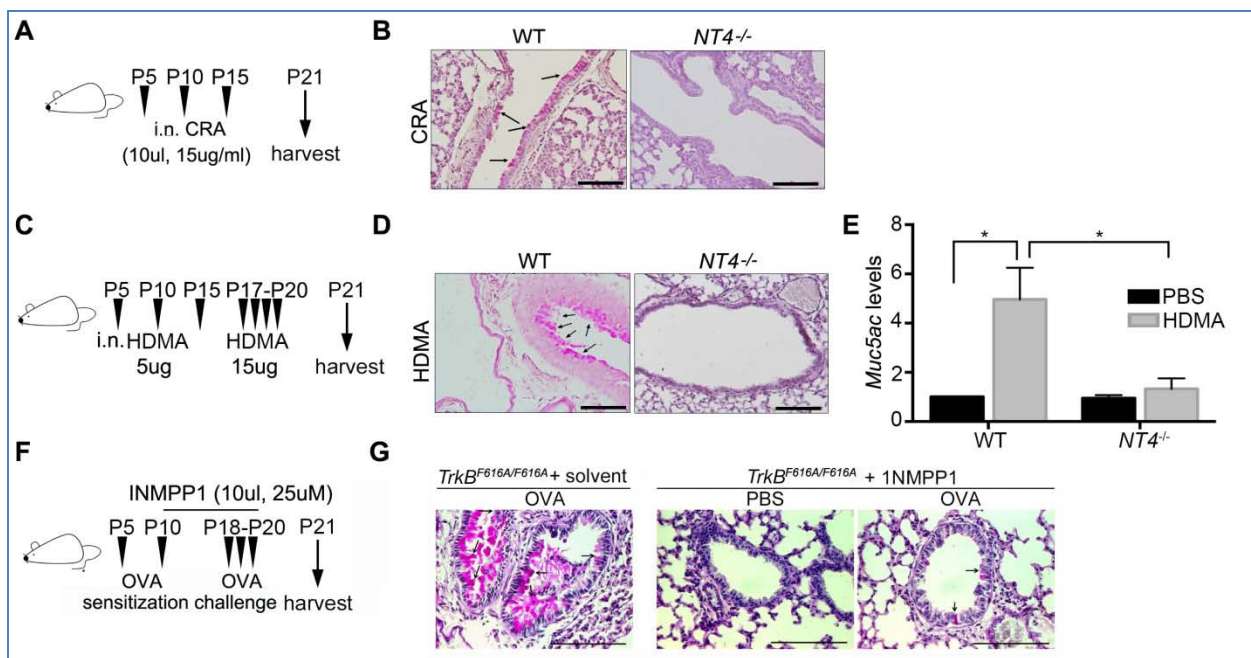 A
P5 P10 P15 P21
i.n. CRA
(10ul, 15ug/ml) harvest
B
WT NT4-/-
CRA
C
P5 P10 P15 P17-P20 P21
i.n. HDMA HDMA
5ug 15ug harvest
D
WT NT4-/-
HDMA
E
Muc5ac levels
8
6
4
2
0
* *
PBS
HDMA
WT NT4-/-
F
INMPP1 (10ul, 25uM)
P5 P10 P18-P20 P21
OVA OVA
sensitization challenge harvest
G
TrkBF616A/F616A + solvent TrkBF616A/F616A + 1NMPP1
OVA PBS OVA